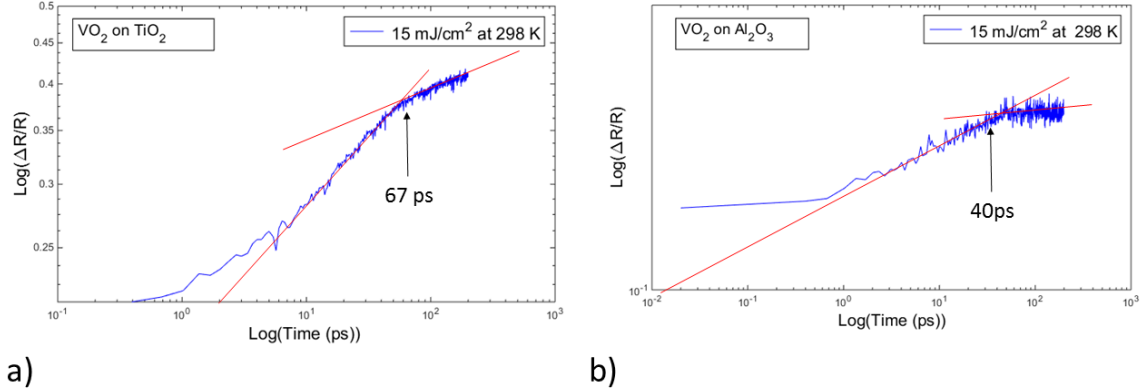 VO2 on TiO2
15 mJ/cm2 at 298 K
0.5
0.45
0.4
0.35
0.3
0.25
Log(ΔR/R)
67 ps
10-1
100
101
102
103
Log(Time (ps))
a)
VO2 on Al2O3
15 mJ/cm2 at 298 K
Log(ΔR/R)
40ps
10-1
10-2
10-1
100
101
102
103
Log(Time (ps))
b)